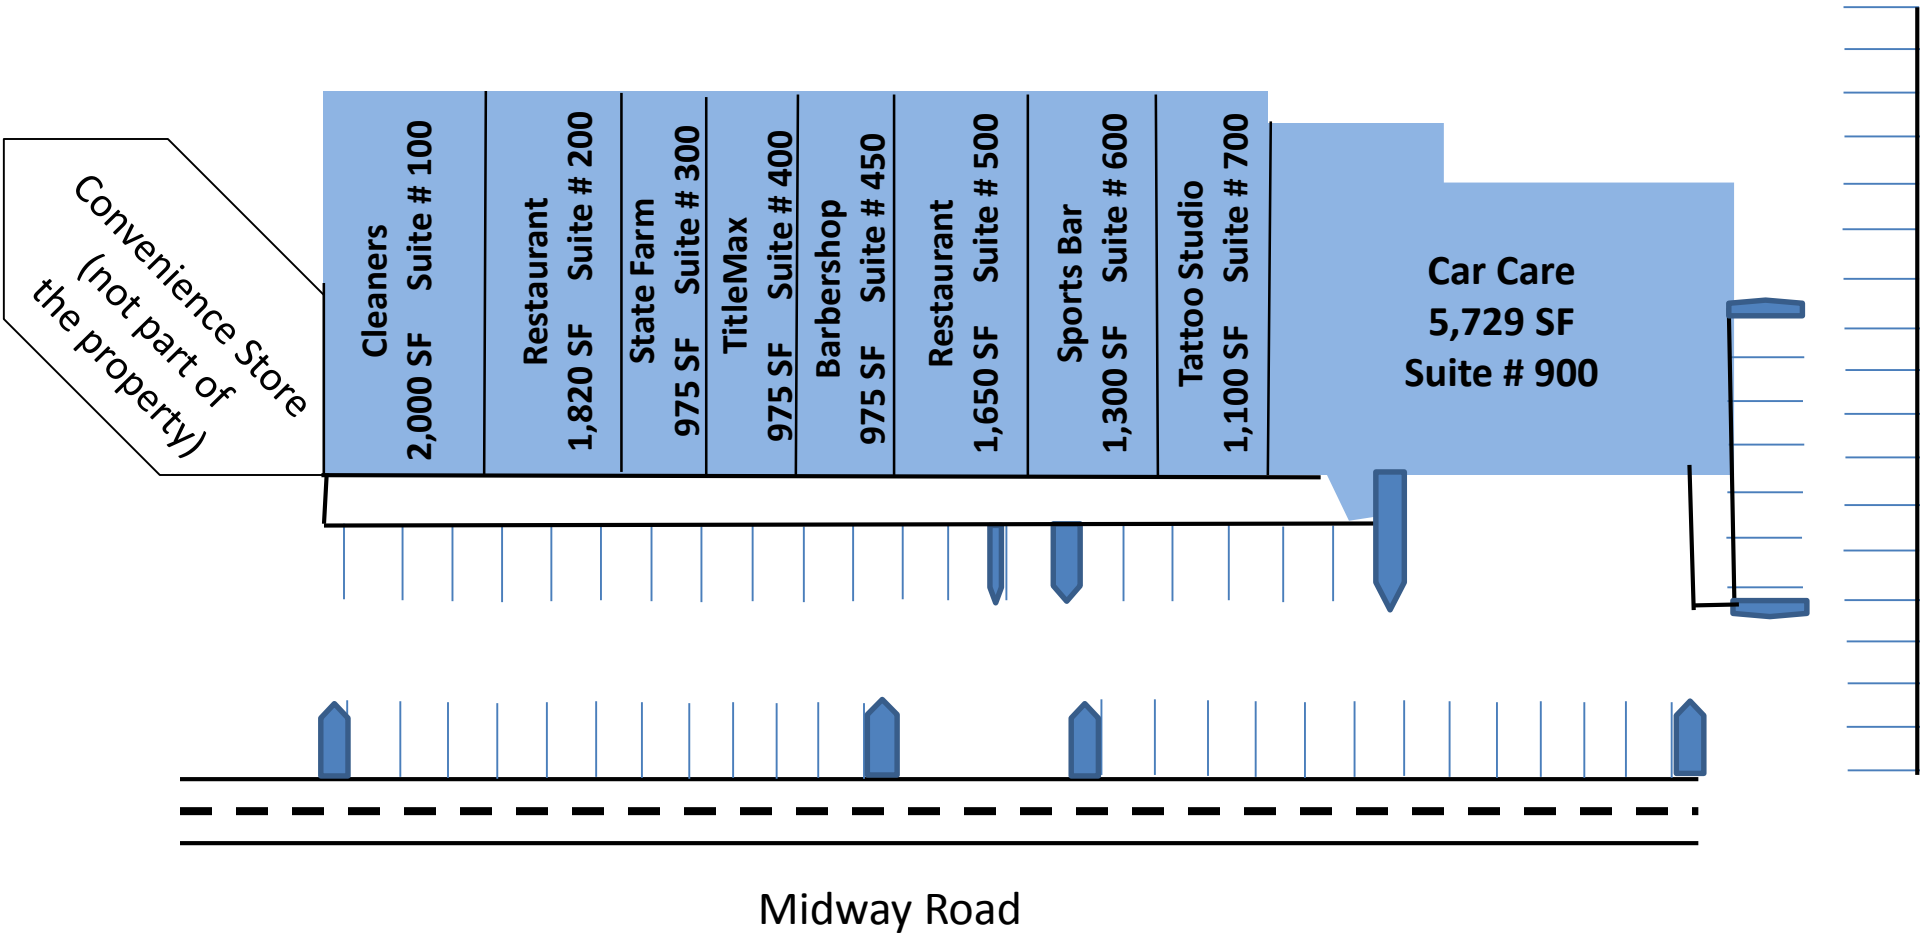 Convenience Store
(not part of
the property)
Cleaners
2,000 SF Suite # 100
Restaurant
1,820 SF Suite # 200
State Farm
975 SF Suite # 300
TitleMax
975 SF Suite # 400
Barbershop
975 SF Suite # 450
Restaurant
1,650 SF Suite # 500
Sports Bar
1,300 SF Suite # 600
Tattoo Studio
1,100 SF Suite # 700
Car Care
5,729 SF
Suite # 900
Midway Road